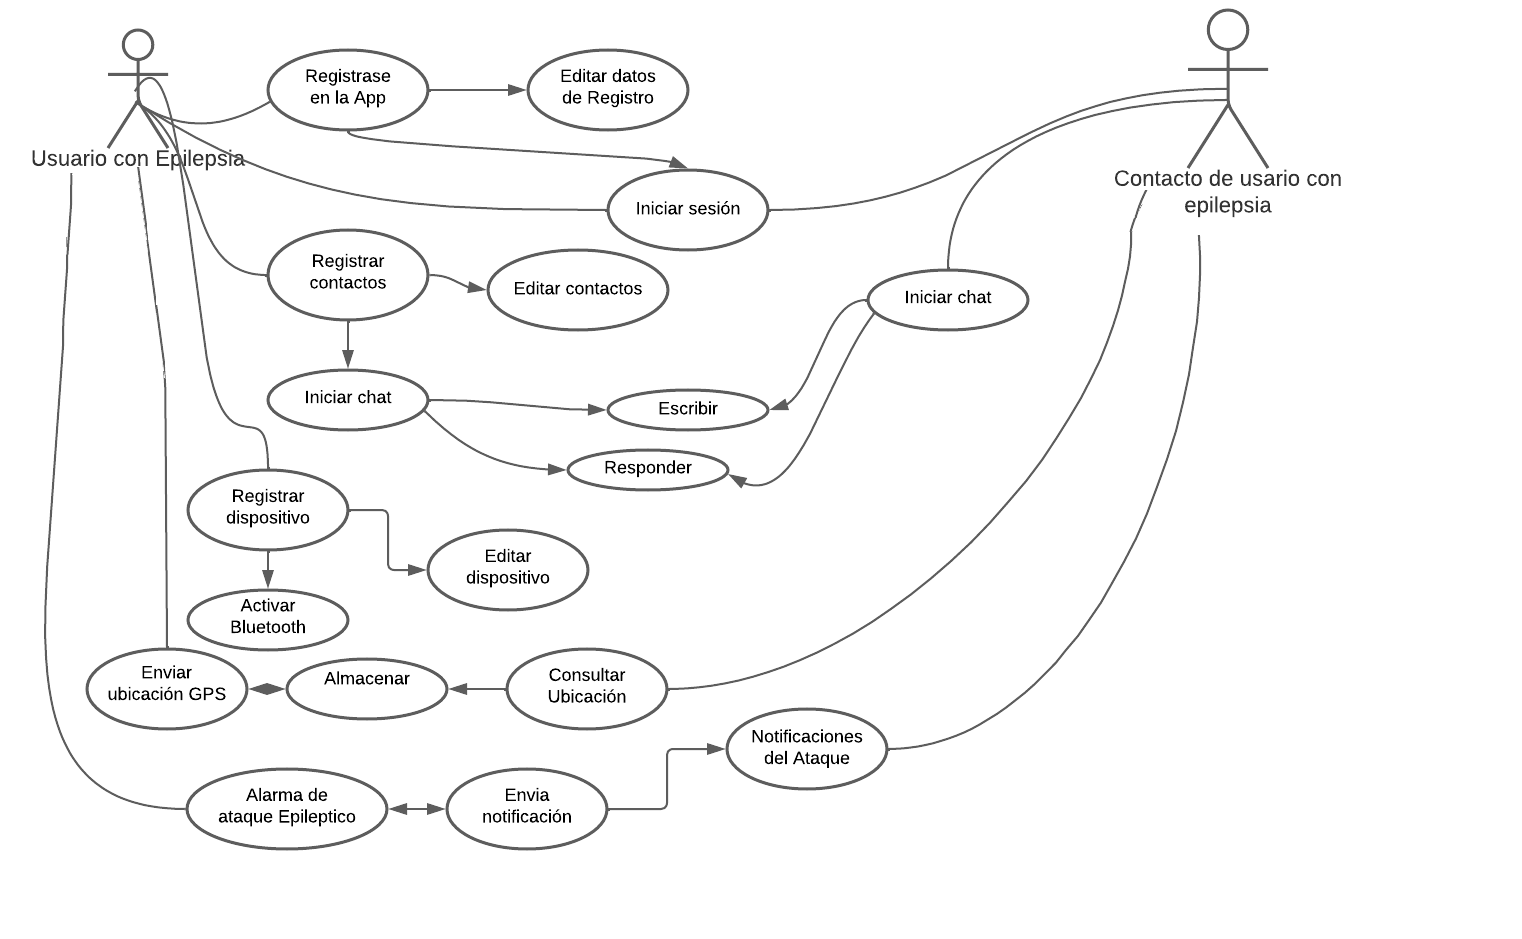 Registrase
en la App
Editar datos
de Registro
Usuario con Epilepsia
Contacto de usario con
epilepsia
Iniciar sesión
Registrar
contactos
Editar contactos
Iniciar chat
Iniciar chat
Escribir
Responder
Registrar
dispositivo
Editar
dispositivo
Activar
Bluetooth
Enviar
ubicación GPS
Almacenar
Consultar
Ubicación
Notificaciones
del Ataque
Alarma de
ataque Epileptico
Envia
notificación